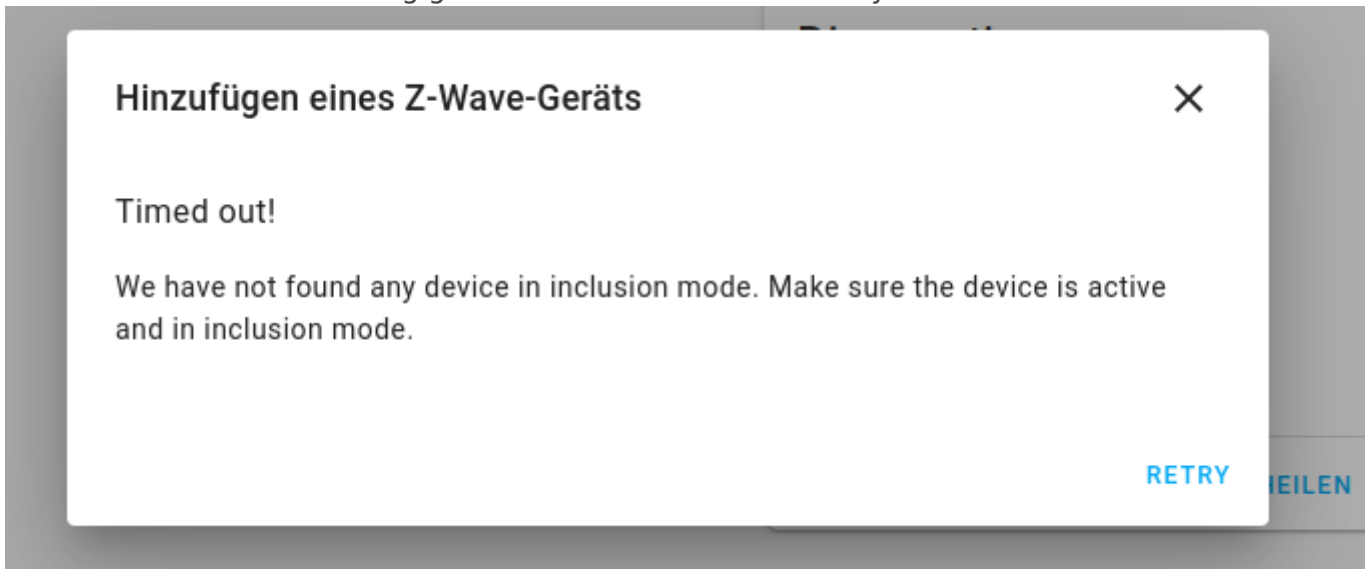 Hinzufügen eines Z-Wave-Geräts
Timed out!
We have not found any device in inclusion mode. Make sure the device is active
and in inclusion mode.
RETRY